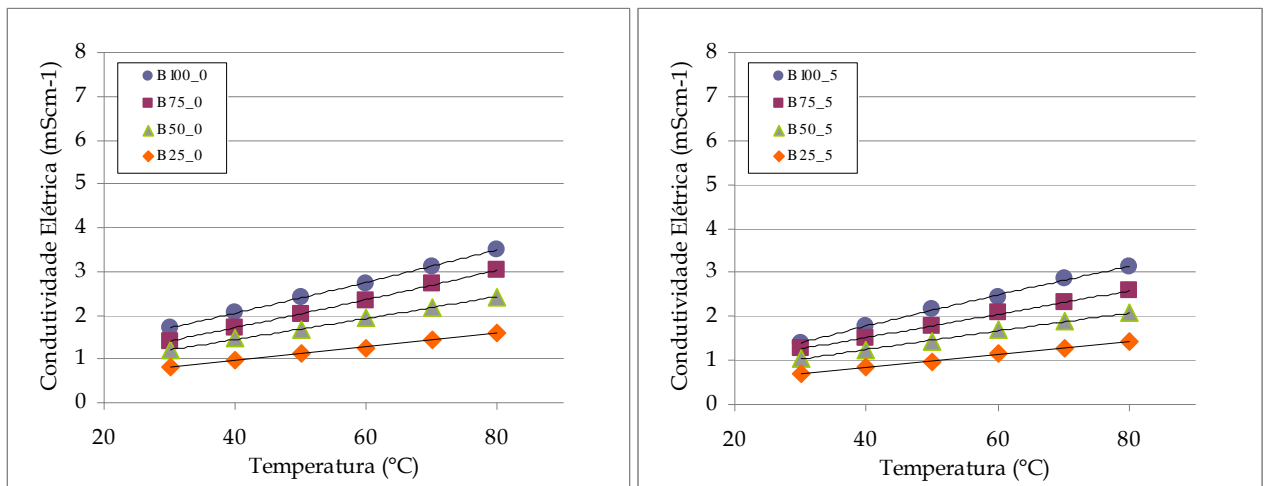 8
7
6
5
4
3
2
1
0
Condutividade Elétrica (mScm-1)
B100_0
B75_0
B50_0
B25_0
20
40
60
80
Temperatura (°C)
8
7
6
5
4
3
2
1
0
Condutividade Elétrica (mScm-1)
B100_5
B75_5
B50_5
B25_5
20
40
60
80
Temperatura (°C)